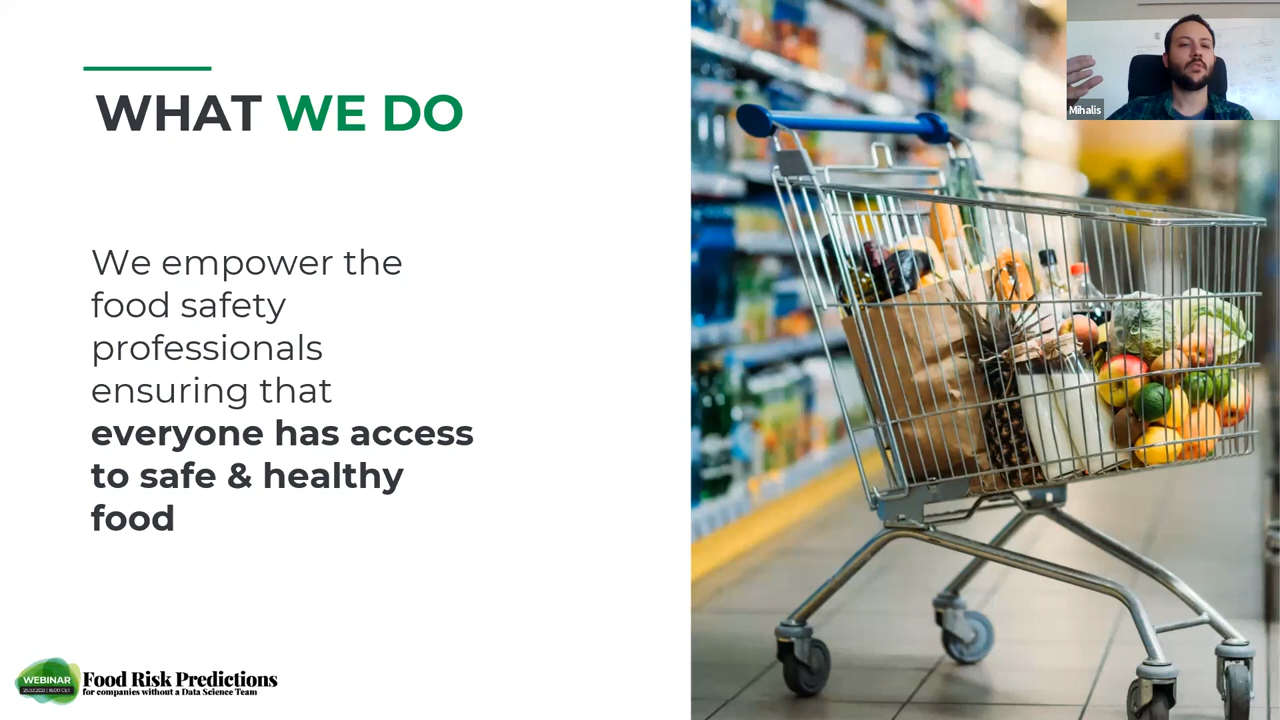 WHAT WE DO
We empower the
food safety
professionals
ensuring that
everyone has access
to safe & healthy
food
Mihalis
WEBINAR
Food Risk Predictions
for companies without a Data Science Team